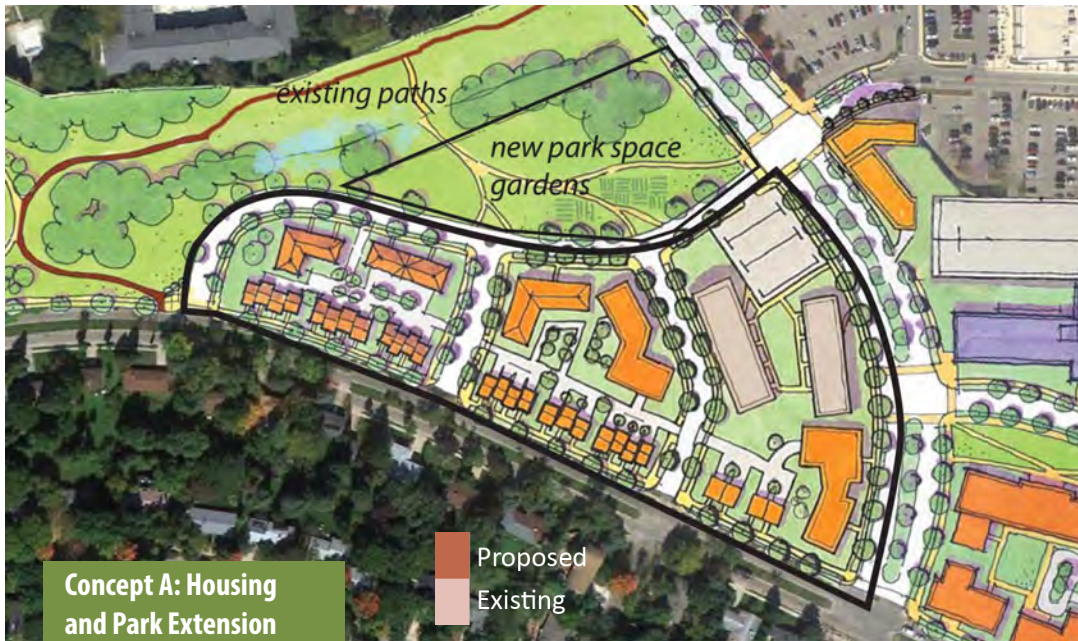 existing paths
new park space
gardens
Proposed
Existing
Concept A: Housing
and Park Extension